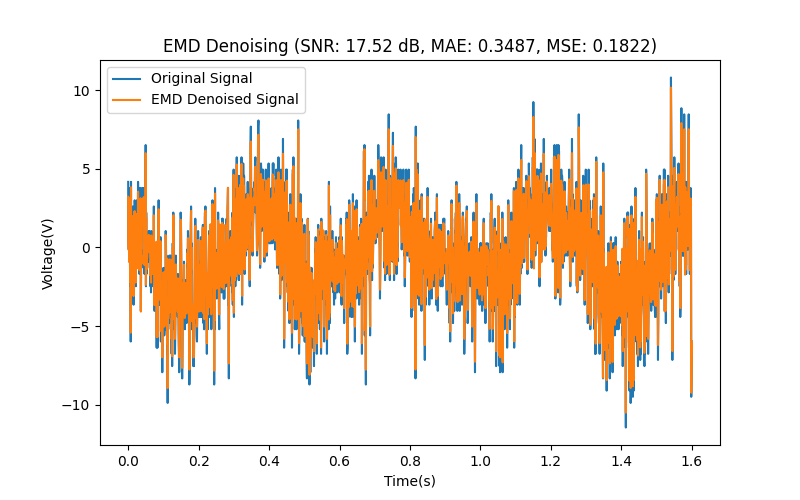 EMD Denoising (SNR: 17.52 dB, MAE: 0.3487, MSE: 0.1822)
Original Signal
EMD Denoised Signal
Voltage(V)
10
5
0
−5
−10
0.0 0.2 0.4 0.6 0.8 1.0 1.2 1.4 1.6
Time(s)